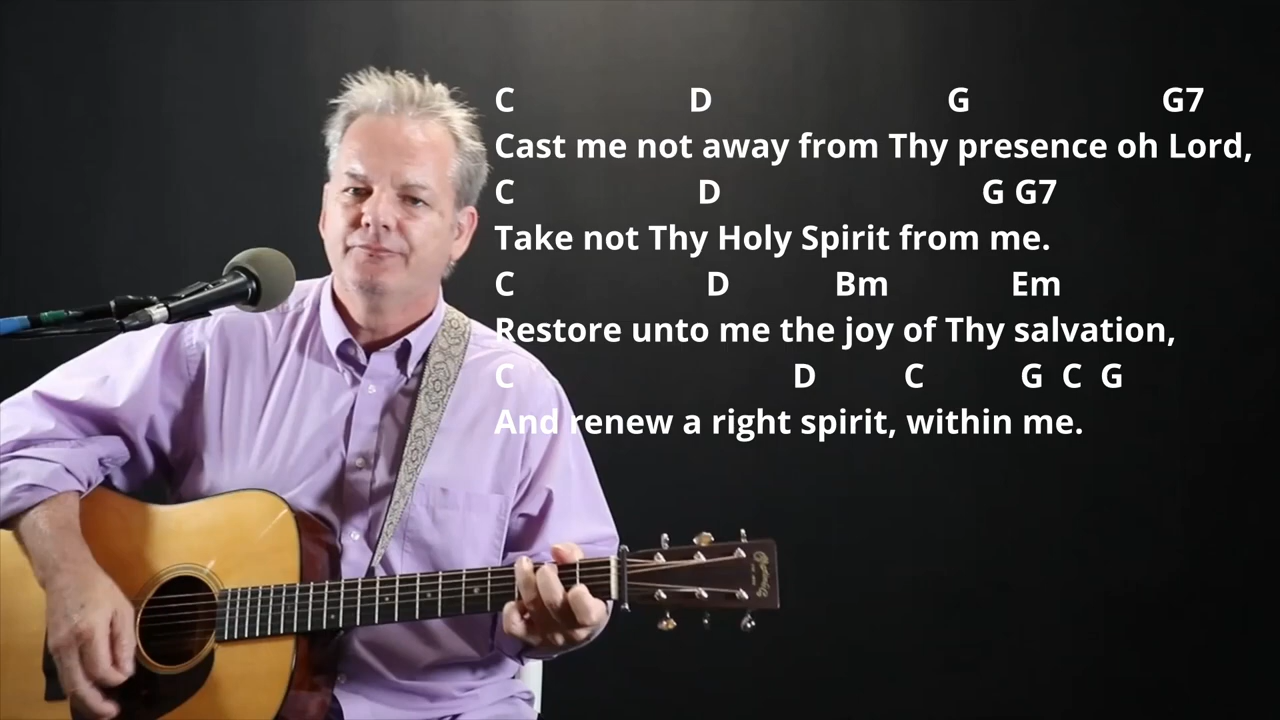 C D G G7
Cast me not away from Thy presence oh Lord,
C D G G7
Take not Thy Holy Spirit from me.
C D Bm Em
Restore unto me the joy of Thy salvation,
C D C G C G
And renew a right spirit, within me.